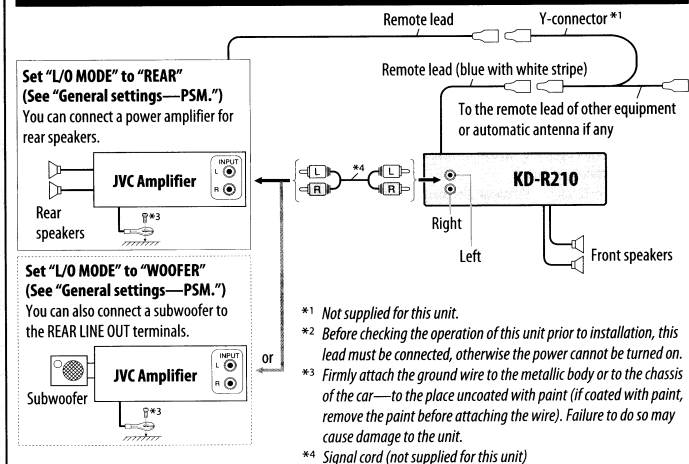 Remote lead
Y-connector *1
Remote lead (blue with white stripe)
To the remote lead of other equipment
or automatic antenna if any
Set “L/O MODE” to “REAR”
(See “General settings—PSM.”)
You can connect a power amplifier for
rear speakers.
JVC Amplifier
INPUT
L
R
Rear
speakers
*3
L
R
*4
L
R
KD-R210
Right
Left
Front speakers
Set “L/O MODE” to “WOOFER”
(See “General settings—PSM.”)
You can also connect a subwoofer to
the REAR LINE OUT terminals.
or
JVC Amplifier
INPUT
L
R
Subwoofer
*3
*1 Not supplied for this unit.
*2 Before checking the operation of this unit prior to installation, this
lead must be connected, otherwise the power cannot be turned on.
*3 Firmly attach the ground wire to the metallic body or to the chassis
of the car—to the place uncoated with paint (if coated with paint,
remove the paint before attaching the wire). Failure to do so may
cause damage to the unit.
*4 Signal cord (not supplied for this unit)